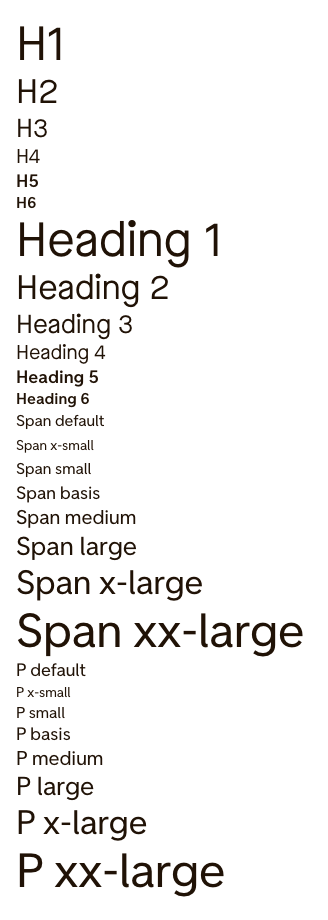 H1
H2
H3
H4
H5
H6
Heading 1
Heading 2
Heading 3
Heading 4
Heading 5
Heading 6
Span default
Span x-small
Span small
Span basis
Span medium
Span large
Span x-large
Span xx-large
P default
P x-small
P small
P basis
P medium
P large
P x-large
P xx-large